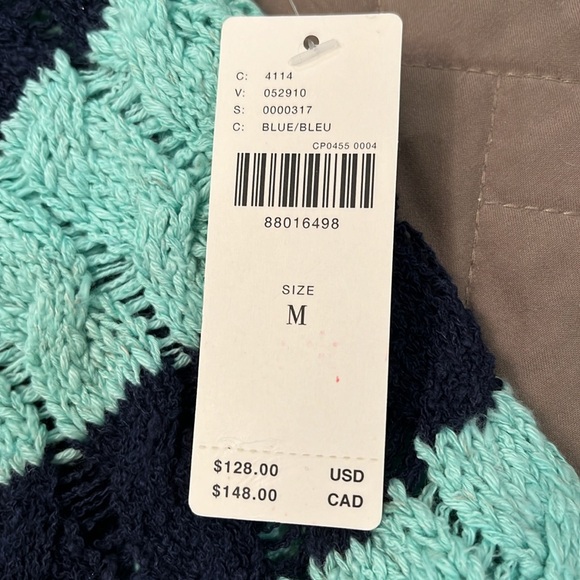 C: 4114
V: 052910
S: 0000317
C: BLUE/BLEU
CP0455 0004
88016498
SIZE
M
$128.00 USD
$148.00 CAD